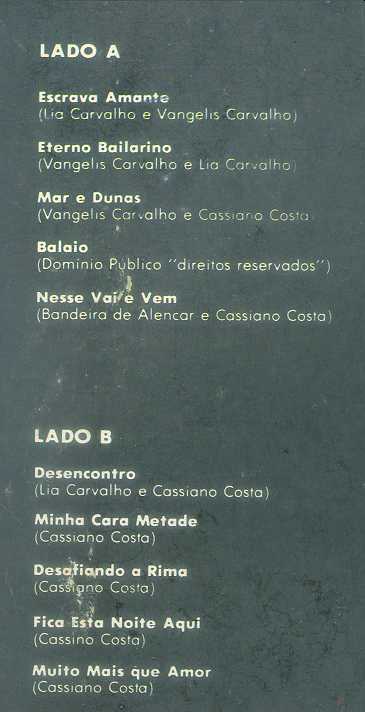 LADO A
Escrava Amante
(Lia Carvalho e Vangelis Carvalho)
Eterno Bailarino
(Vangelis Carvalho e Lia Carvalho)
Mar e Dunas
(Vangelis Carvalho e Cassiano Costa)
Balaio
(Domínio Público "direitos reservados")
Nesse Vai e Vem
(Bandeira de Alencar e Cassiano Costa)
LADO B
Desencontro
(Lia Carvalho e Cassiano Costa)
Minha Cara Metade
(Cassiano Costa)
Desafiando a Rima
(Cassiano Costa)
Fica Esta Noite Aqui
(Cassino Costa)
Muito Mais que Amor
(Cassiano Costa)